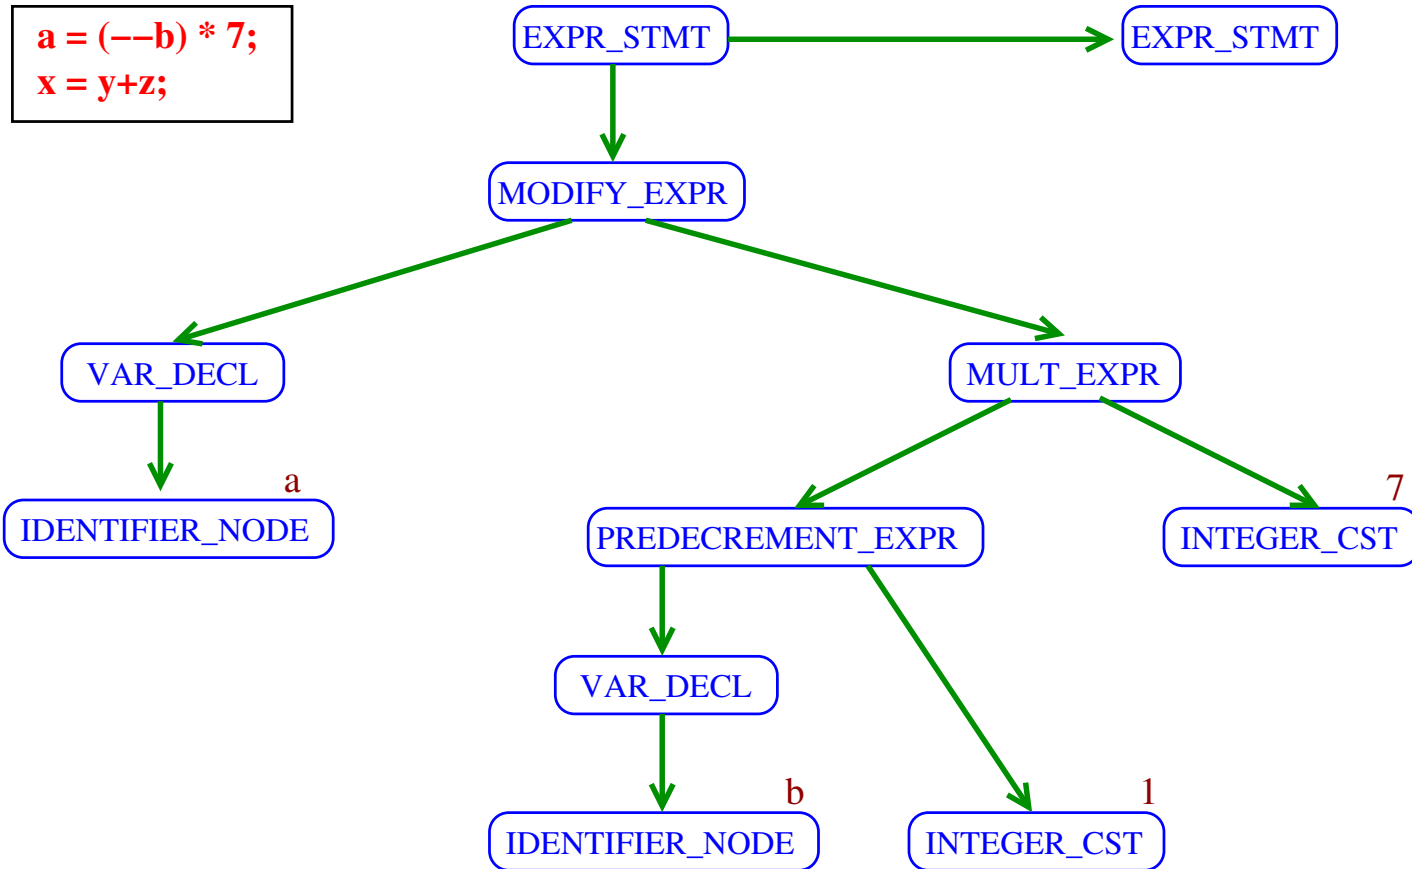 a = (−−b) * 7;
x = y+z;
EXPR_STMT
EXPR_STMT
MODIFY_EXPR
VAR_DECL
MULT_EXPR
a
IDENTIFIER_NODE
7
PREDECREMENT_EXPR
INTEGER_CST
VAR_DECL
b
1
IDENTIFIER_NODE
INTEGER_CST